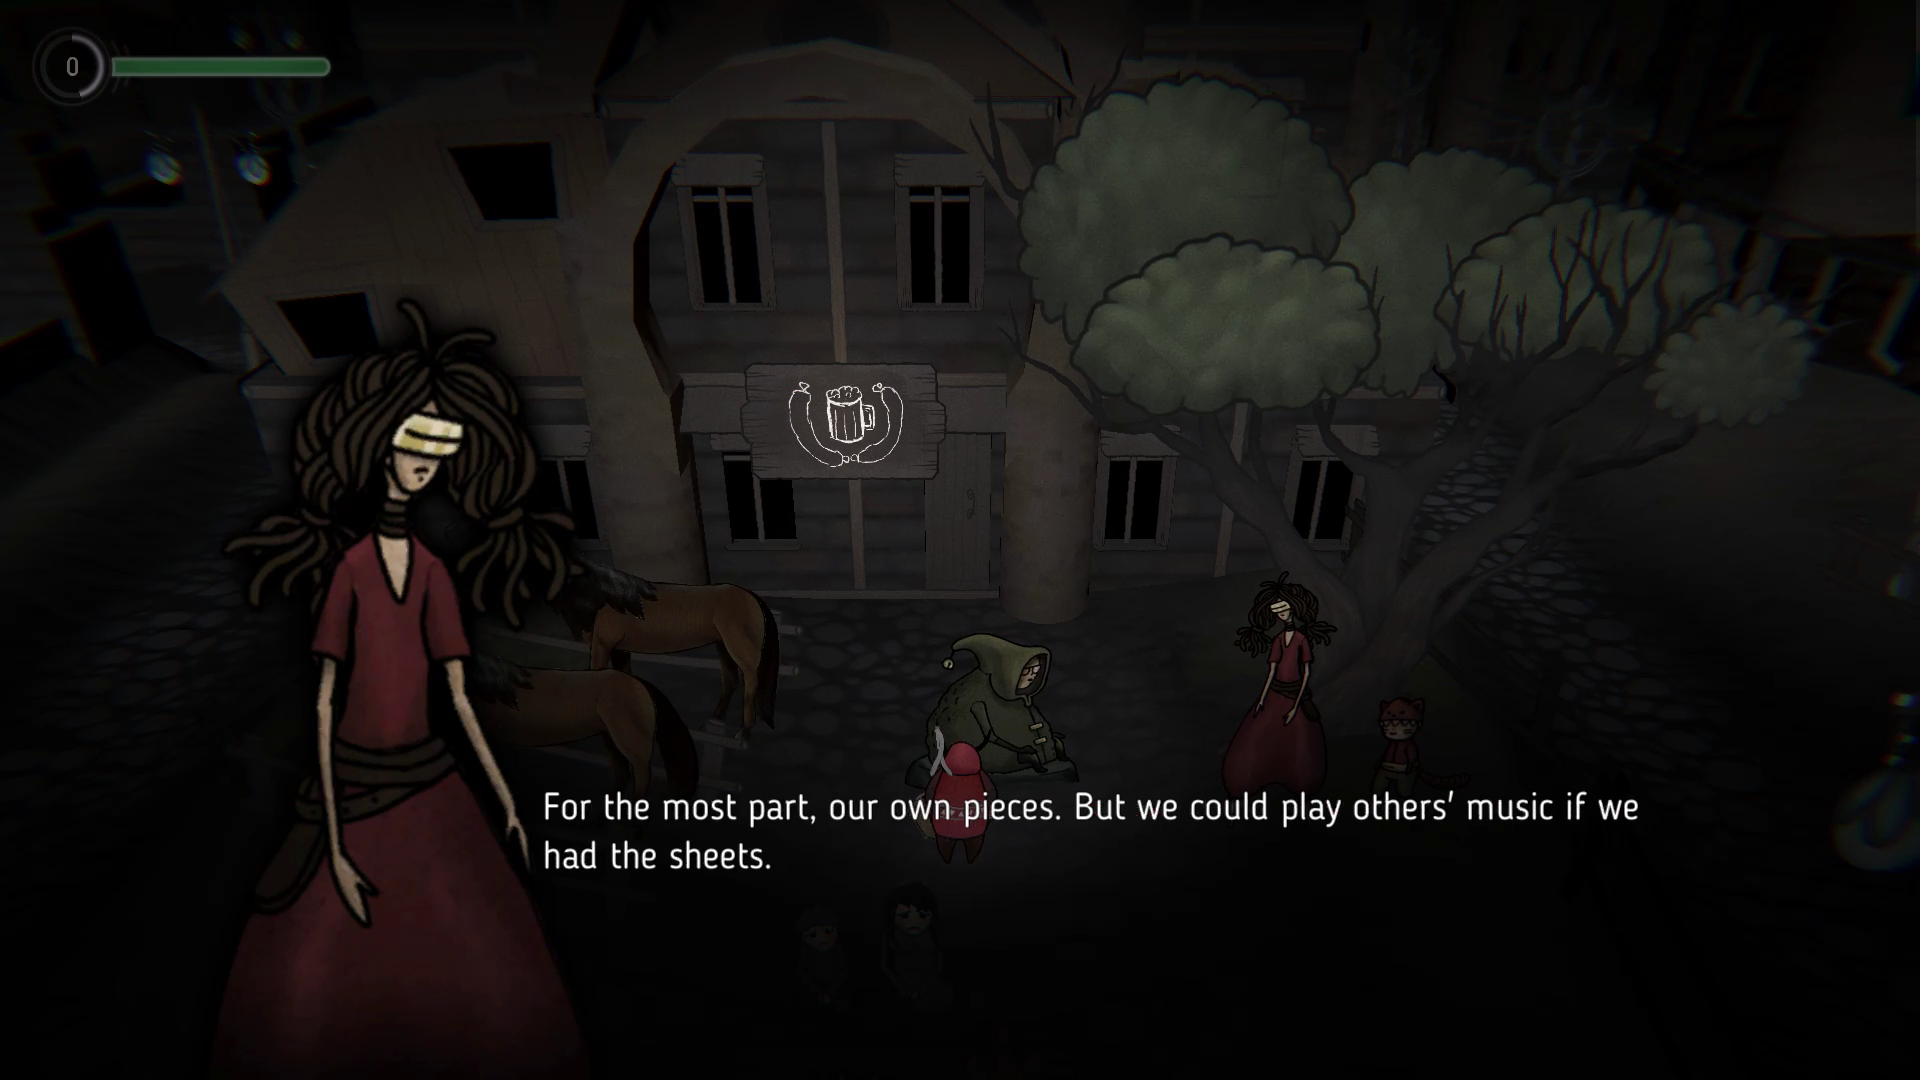 0
For the most part, our own pieces. But we could play others' music if we
had the sheets.